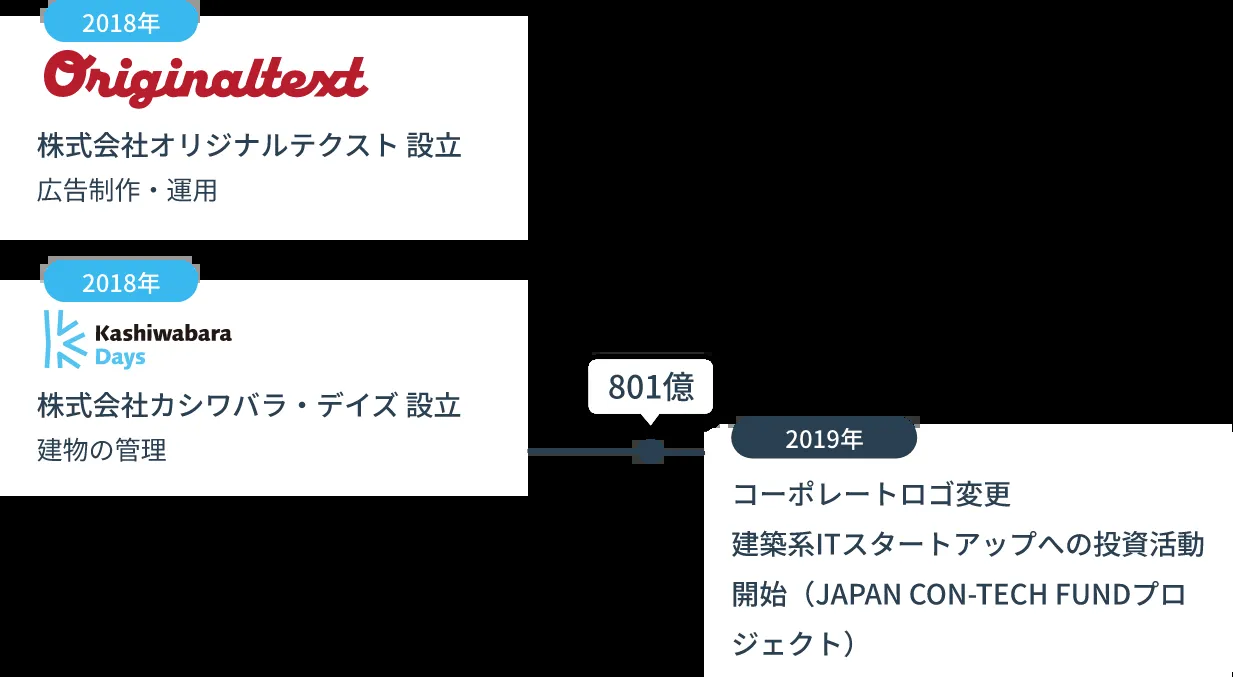 2018年
Originaltext
株式会社オリジナルテクスト 設立
広告制作・運用
2018年
Kashiwabara
Days
株式会社カシワバラ・デイズ 設立
建物の管理
801億
2019年
コーポレートロゴ変更
建築系ITスタートアップへの投資活動
開始（JAPAN CON-TECH FUNDプロ
ジェクト）